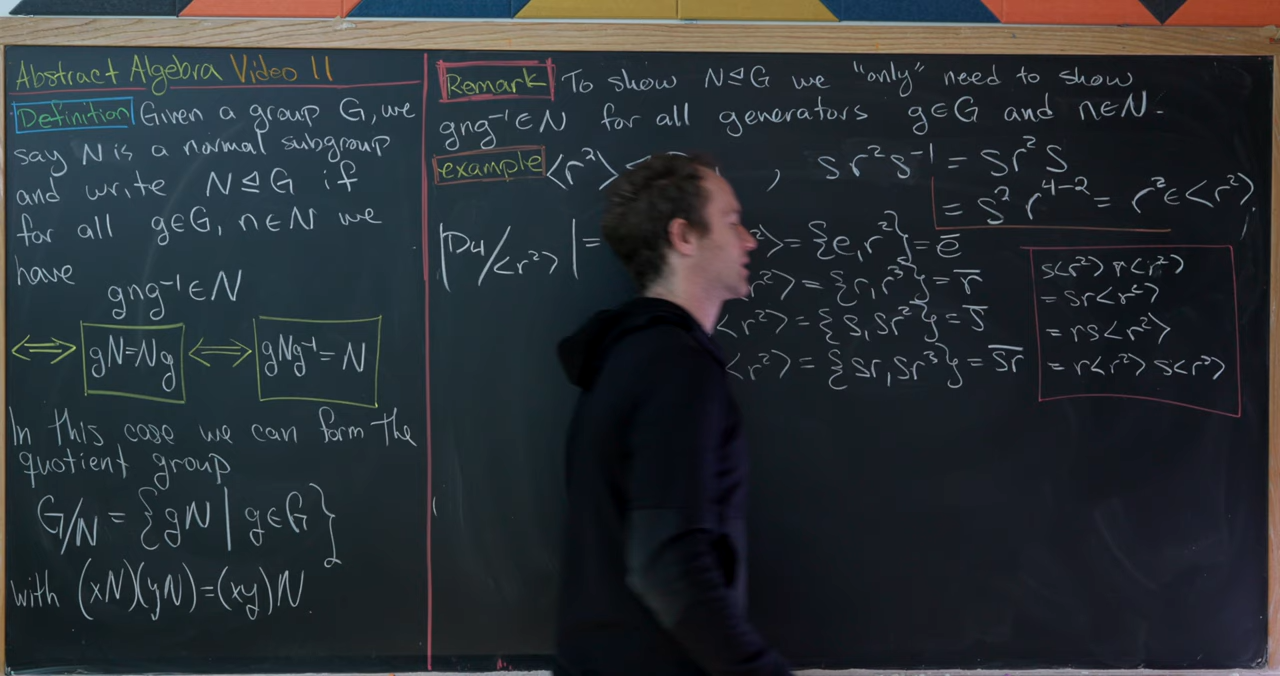 Abstract Algebra Video 11
Definition Given a group G, we
say N is a normal subgroup
and write N⊴G if
for all g∈G, n∈N we
have
gng⁻¹∈N
⟺ gN=Ng ⟺ gNg⁻¹=N
In this case we can form the
quotient group
G/N = {gN | g∈G}
with (xN)(yN)=(xy)N.
Remark To show N⊴G we "only" need to show
gng⁻¹∈N for all generators g∈G and n∈N.
example ⟨r²⟩ , sr²s⁻¹ = sr²s
= s²r⁴⁻² = r²∈⟨r²⟩
|D₄/⟨r²⟩| =
²⟩={e,r²}=e̅
r²⟩={r,r³}=r̅
⟨r²⟩={s,sr²}=s̅
⟨r²⟩={sr,sr³}=s̅r̅
s⟨r²⟩ r⟨r²⟩
=sr⟨r²⟩
=rs⟨r²⟩
=r⟨r²⟩ s⟨r²⟩